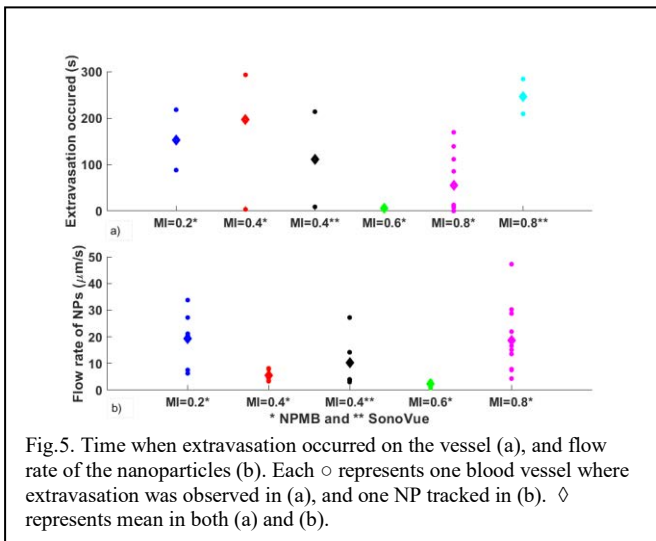 Extravasation occurred (s)
300
200
100
0
a)
MI=0.2* MI=0.4* MI=0.4** MI=0.6* MI=0.8* MI=0.8**
Flow rate of NPs (μm/s)
50
40
30
20
10
0
b)
MI=0.2* MI=0.4* MI=0.4** MI=0.6* MI=0.8*
* NPMB and ** SonoVue
Fig.5. Time when extravasation occurred on the vessel (a), and flow
rate of the nanoparticles (b). Each ○ represents one blood vessel where
extravasation was observed in (a), and one NP tracked in (b). ◊
represents mean in both (a) and (b).